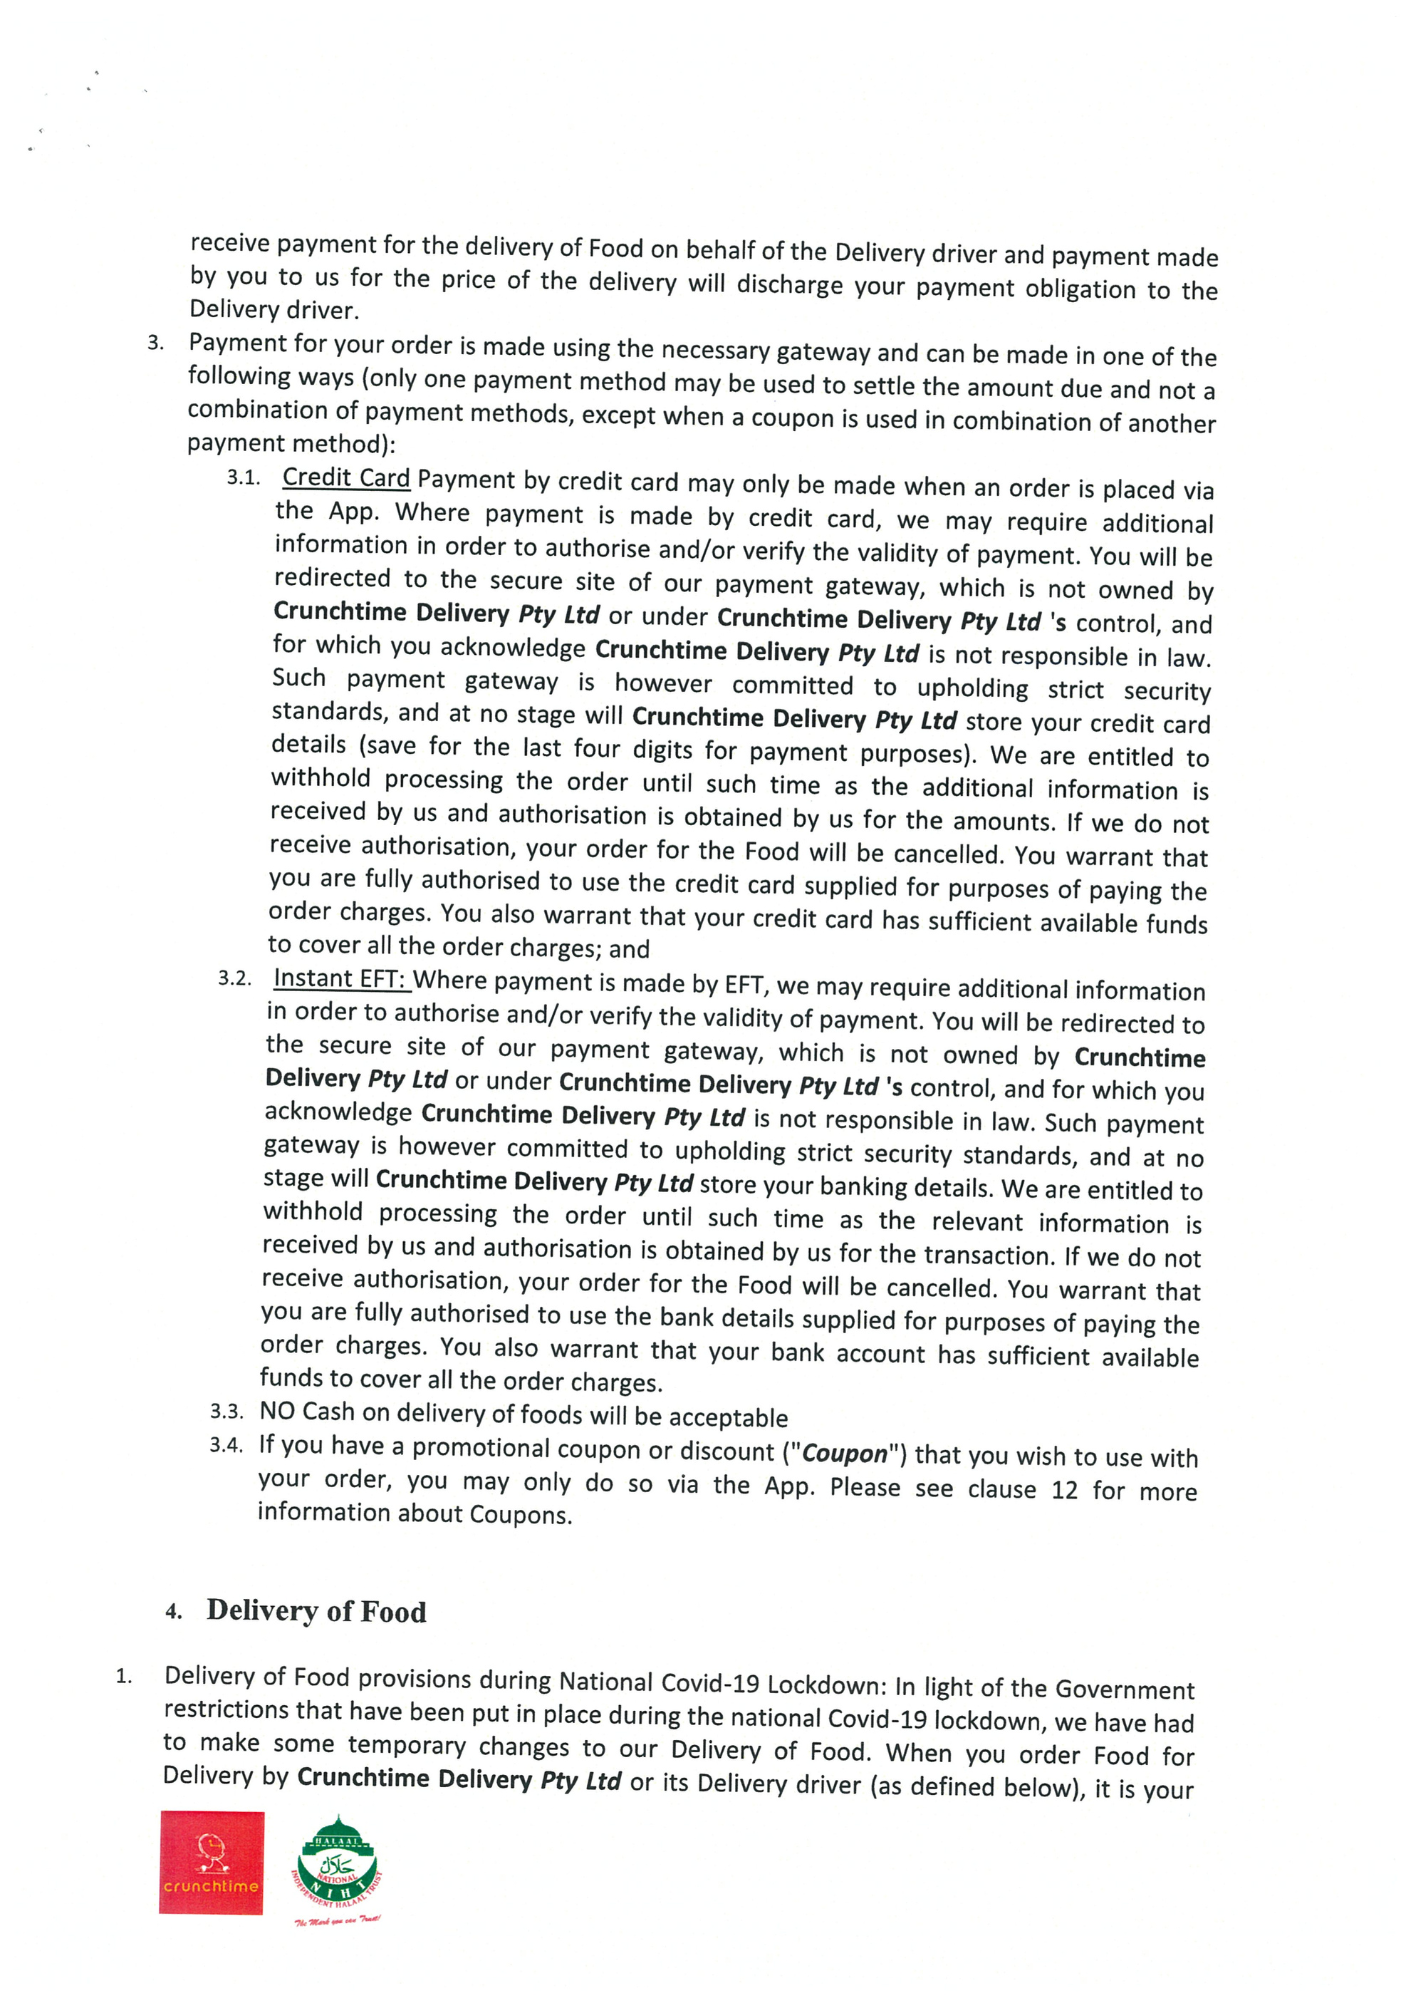 receive payment for the delivery of Food on behalf of the Delivery driver and payment made
by you to us for the price of the delivery will discharge your payment obligation to the
Delivery driver.
3. Payment for your order is made using the necessary gateway and can be made in one of the
following ways (only one payment method may be used to settle the amount due and not a
combination of payment methods, except when a coupon is used in combination of another
payment method):
3.1. Credit Card Payment by credit card may only be made when an order is placed via
the App. Where payment is made by credit card, we may require additional
information in order to authorise and/or verify the validity of payment. You will be
redirected to the secure site of our payment gateway, which is not owned by
Crunchtime Delivery Pty Ltd or under Crunchtime Delivery Pty Ltd 's control, and
for which you acknowledge Crunchtime Delivery Pty Ltd is not responsible in law.
Such payment gateway is however committed to upholding strict security
standards, and at no stage will Crunchtime Delivery Pty Ltd store your credit card
details (save for the last four digits for payment purposes). We are entitled to
withhold processing the order until such time as the additional information is
received by us and authorisation is obtained by us for the amounts. If we do not
receive authorisation, your order for the Food will be cancelled. You warrant that
you are fully authorised to use the credit card supplied for purposes of paying the
order charges. You also warrant that your credit card has sufficient available funds
to cover all the order charges; and
3.2. Instant EFT: Where payment is made by EFT, we may require additional information
in order to authorise and/or verify the validity of payment. You will be redirected to
the secure site of our payment gateway, which is not owned by Crunchtime
Delivery Pty Ltd or under Crunchtime Delivery Pty Ltd 's control, and for which you
acknowledge Crunchtime Delivery Pty Ltd is not responsible in law. Such payment
gateway is however committed to upholding strict security standards, and at no
stage will Crunchtime Delivery Pty Ltd store your banking details. We are entitled to
withhold processing the order until such time as the relevant information is
received by us and authorisation is obtained by us for the transaction. If we do not
receive authorisation, your order for the Food will be cancelled. You warrant that
you are fully authorised to use the bank details supplied for purposes of paying the
order charges. You also warrant that your bank account has sufficient available
funds to cover all the order charges.
3.3. NO Cash on delivery of foods will be acceptable
3.4. If you have a promotional coupon or discount ("Coupon") that you wish to use with
your order, you may only do so via the App. Please see clause 12 for more
information about Coupons.
4. Delivery of Food
1. Delivery of Food provisions during National Covid-19 Lockdown: In light of the Government
restrictions that have been put in place during the national Covid-19 lockdown, we have had
to make some temporary changes to our Delivery of Food. When you order Food for
Delivery by Crunchtime Delivery Pty Ltd or its Delivery driver (as defined below), it is your
crunchtime
HALAAL
حلال
NATIONAL
NIHT
INDEPENDENT HALAAL TRUST
The Mark you can Trust!